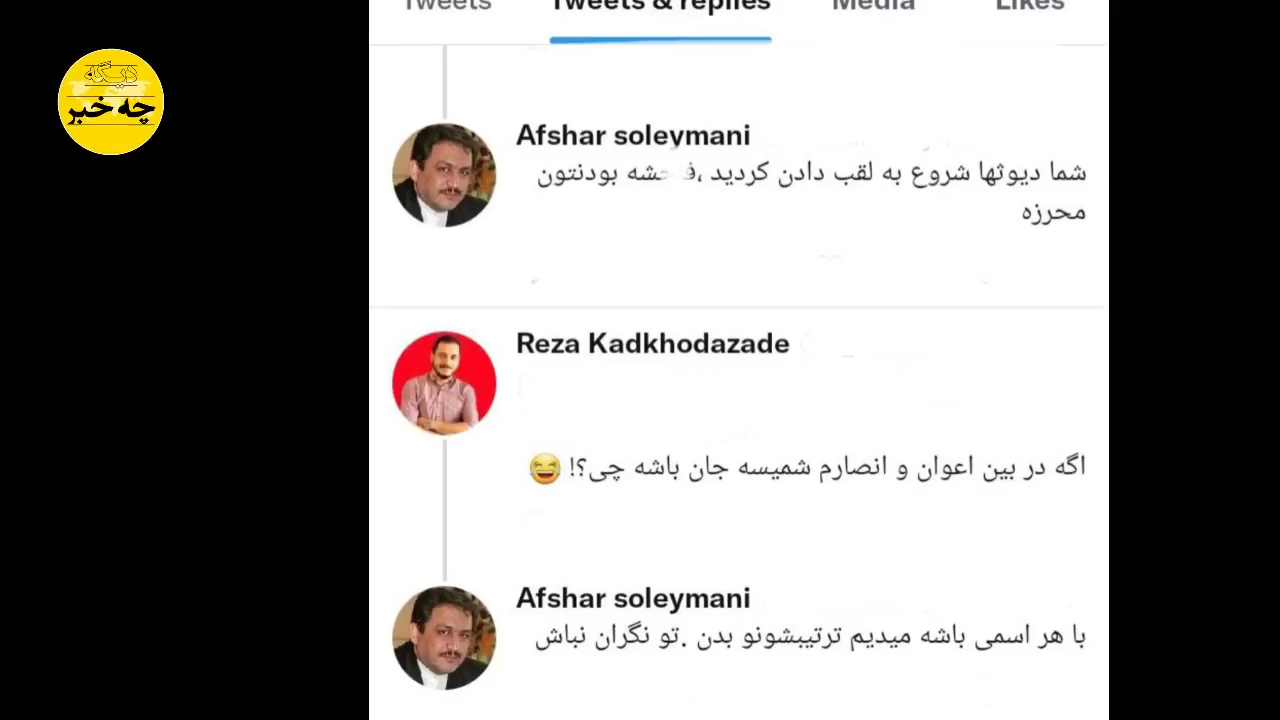 Tweets Tweets & replies Media Likes
دیگه
چه خبر
Afshar soleymani
شما دیوثها شروع به لقب دادن کردید ،فاحشه بودنتون
محرزه
Reza Kadkhodazade
اگه در بین اعوان و انصارم شمیسه جان باشه چی؟! 😂
Afshar soleymani
با هر اسمی باشه میدیم ترتیبشونو بدن .تو نگران نباش